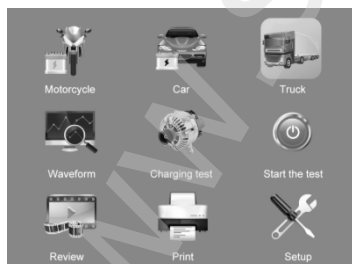 Motorcycle Car Truck
Waveform Charging test Start the test
Review Print Setup